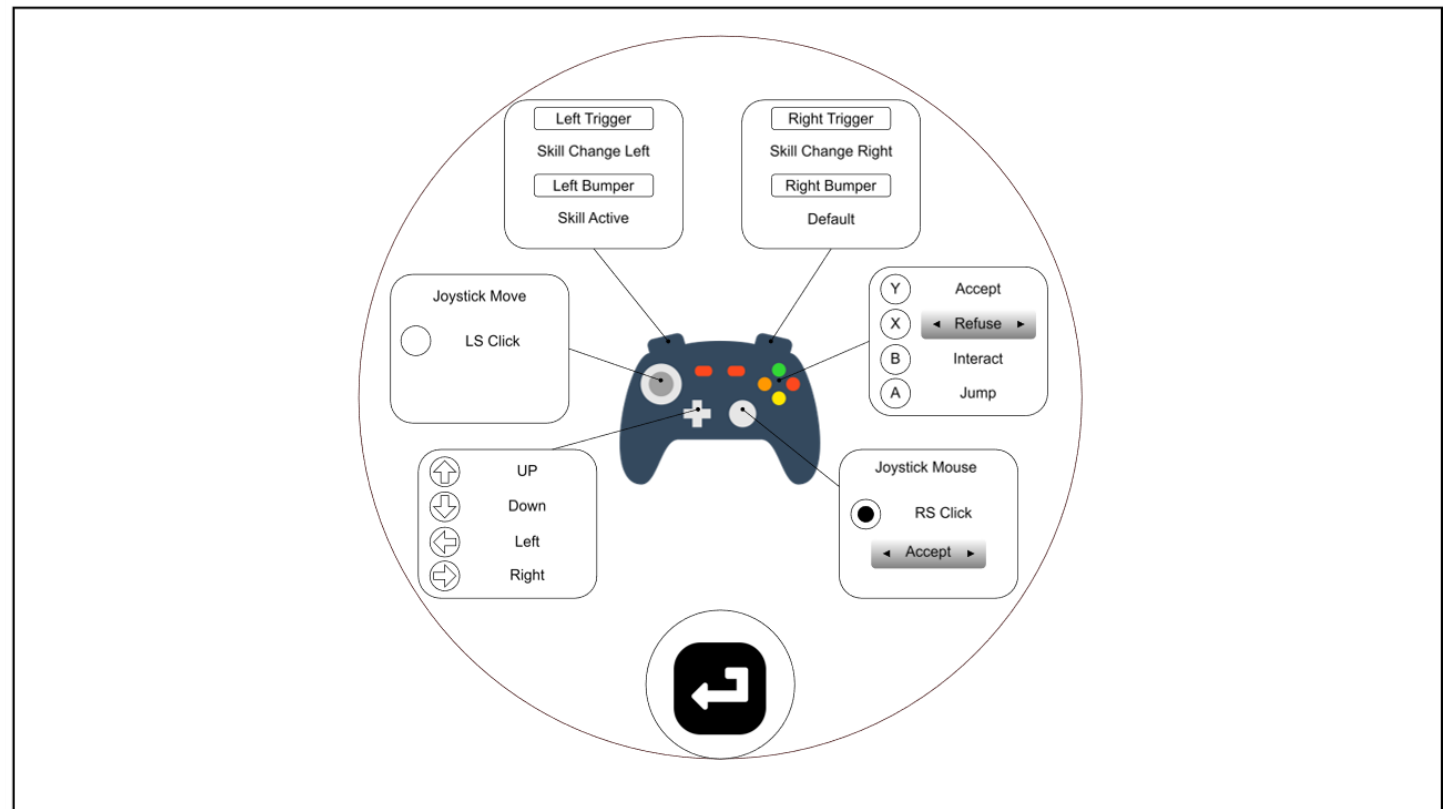 Left Trigger
Skill Change Left
Left Bumper
Skill Active
Right Trigger
Skill Change Right
Right Bumper
Default
Joystick Move
LS Click
Y Accept
X ◄ Refuse ►
B Interact
A Jump
UP
Down
Left
Right
Joystick Mouse
RS Click
◄ Accept ►